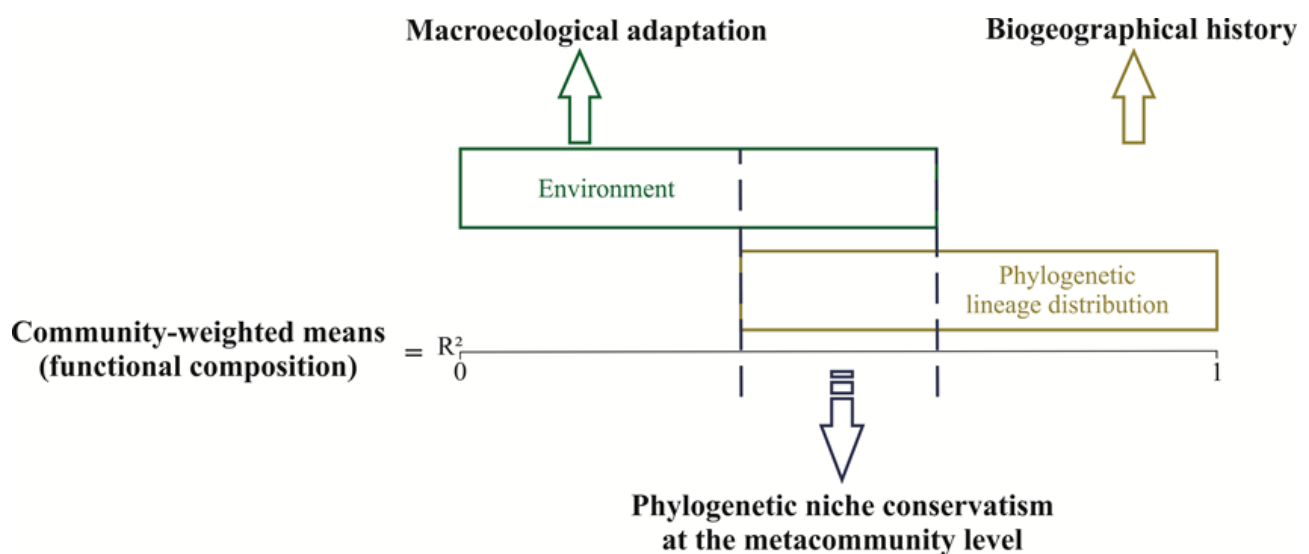 Macroecological adaptation
Biogeographical history
Environment
Phylogenetic
lineage distribution
Community-weighted means
(functional composition)
= R²
0
1
Phylogenetic niche conservatism
at the metacommunity level